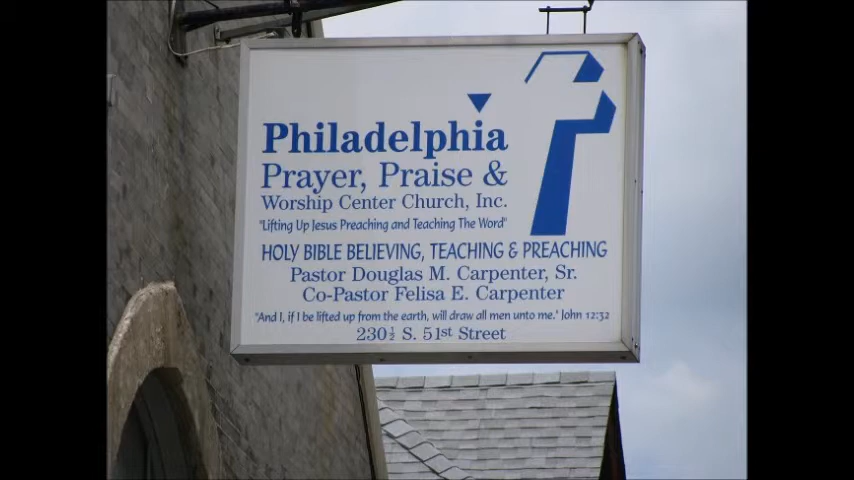 Philadelphia
Prayer, Praise &
Worship Center Church, Inc.
"Lifting Up Jesus Preaching and Teaching The Word"
HOLY BIBLE BELIEVING, TEACHING & PREACHING
Pastor Douglas M. Carpenter, Sr.
Co-Pastor Felisa E. Carpenter
"And I, if I be lifted up from the earth, will draw all men unto me." John 12:32
230½ S. 51st Street